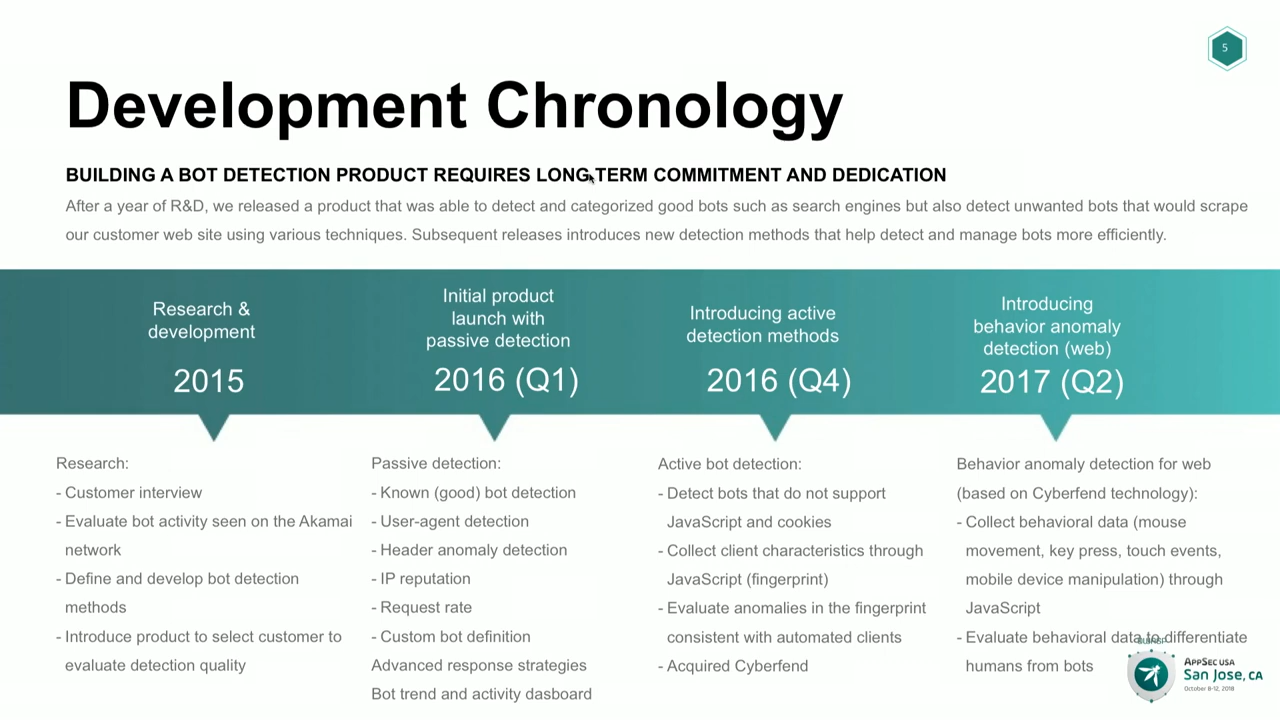 5
Development Chronology
BUILDING A BOT DETECTION PRODUCT REQUIRES LONG TERM COMMITMENT AND DEDICATION
After a year of R&D, we released a product that was able to detect and categorized good bots such as search engines but also detect unwanted bots that would scrape
our customer web site using various techniques. Subsequent releases introduces new detection methods that help detect and manage bots more efficiently.
Research &
development
2015
Initial product
launch with
passive detection
2016 (Q1)
Introducing active
detection methods
2016 (Q4)
Introducing
behavior anomaly
detection (web)
2017 (Q2)
Research:
- Customer interview
- Evaluate bot activity seen on the Akamai
network
- Define and develop bot detection
methods
- Introduce product to select customer to
evaluate detection quality
Passive detection:
- Known (good) bot detection
- User-agent detection
- Header anomaly detection
- IP reputation
- Request rate
- Custom bot definition
Advanced response strategies
Bot trend and activity dasboard
Active bot detection:
- Detect bots that do not support
JavaScript and cookies
- Collect client characteristics through
JavaScript (fingerprint)
- Evaluate anomalies in the fingerprint
consistent with automated clients
- Acquired Cyberfend
Behavior anomaly detection for web
(based on Cyberfend technology):
- Collect behavioral data (mouse
movement, key press, touch events,
mobile device manipulation) through
JavaScript
- Evaluate behavioral data to differentiate
humans from bots
APPSEC USA
San Jose, CA
October 8-12, 2018